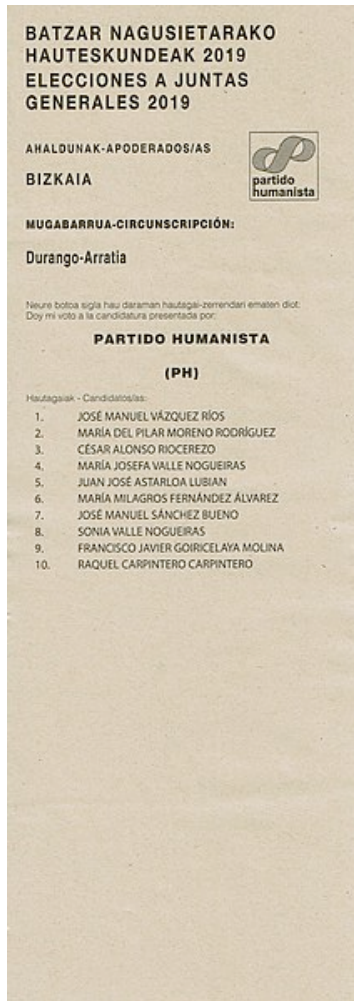 BATZAR NAGUSIETARAKO
HAUTESKUNDEAK 2019
ELECCIONES A JUNTAS
GENERALES 2019
AHALDUNAK-APODERADOS/AS
BIZKAIA
partido
humanista
MUGABARRUA-CIRCUNSCRIPCIÓN:
Durango-Arratia
Neure botoa sigla hau daraman hautagai-zerrendari ematen diot:
Doy mi voto a la candidatura presentada por:
PARTIDO HUMANISTA
(PH)
Hautagaiak - Candidatos/as:
1. JOSÉ MANUEL VÁZQUEZ RÍOS
2. MARÍA DEL PILAR MORENO RODRÍGUEZ
3. CÉSAR ALONSO RIOCEREZO
4. MARÍA JOSEFA VALLE NOGUEIRAS
5. JUAN JOSÉ ASTARLOA LUBIAN
6. MARÍA MILAGROS FERNÁNDEZ ÁLVAREZ
7. JOSÉ MANUEL SÁNCHEZ BUENO
8. SONIA VALLE NOGUEIRAS
9. FRANCISCO JAVIER GOIRICELAYA MOLINA
10. RAQUEL CARPINTERO CARPINTERO